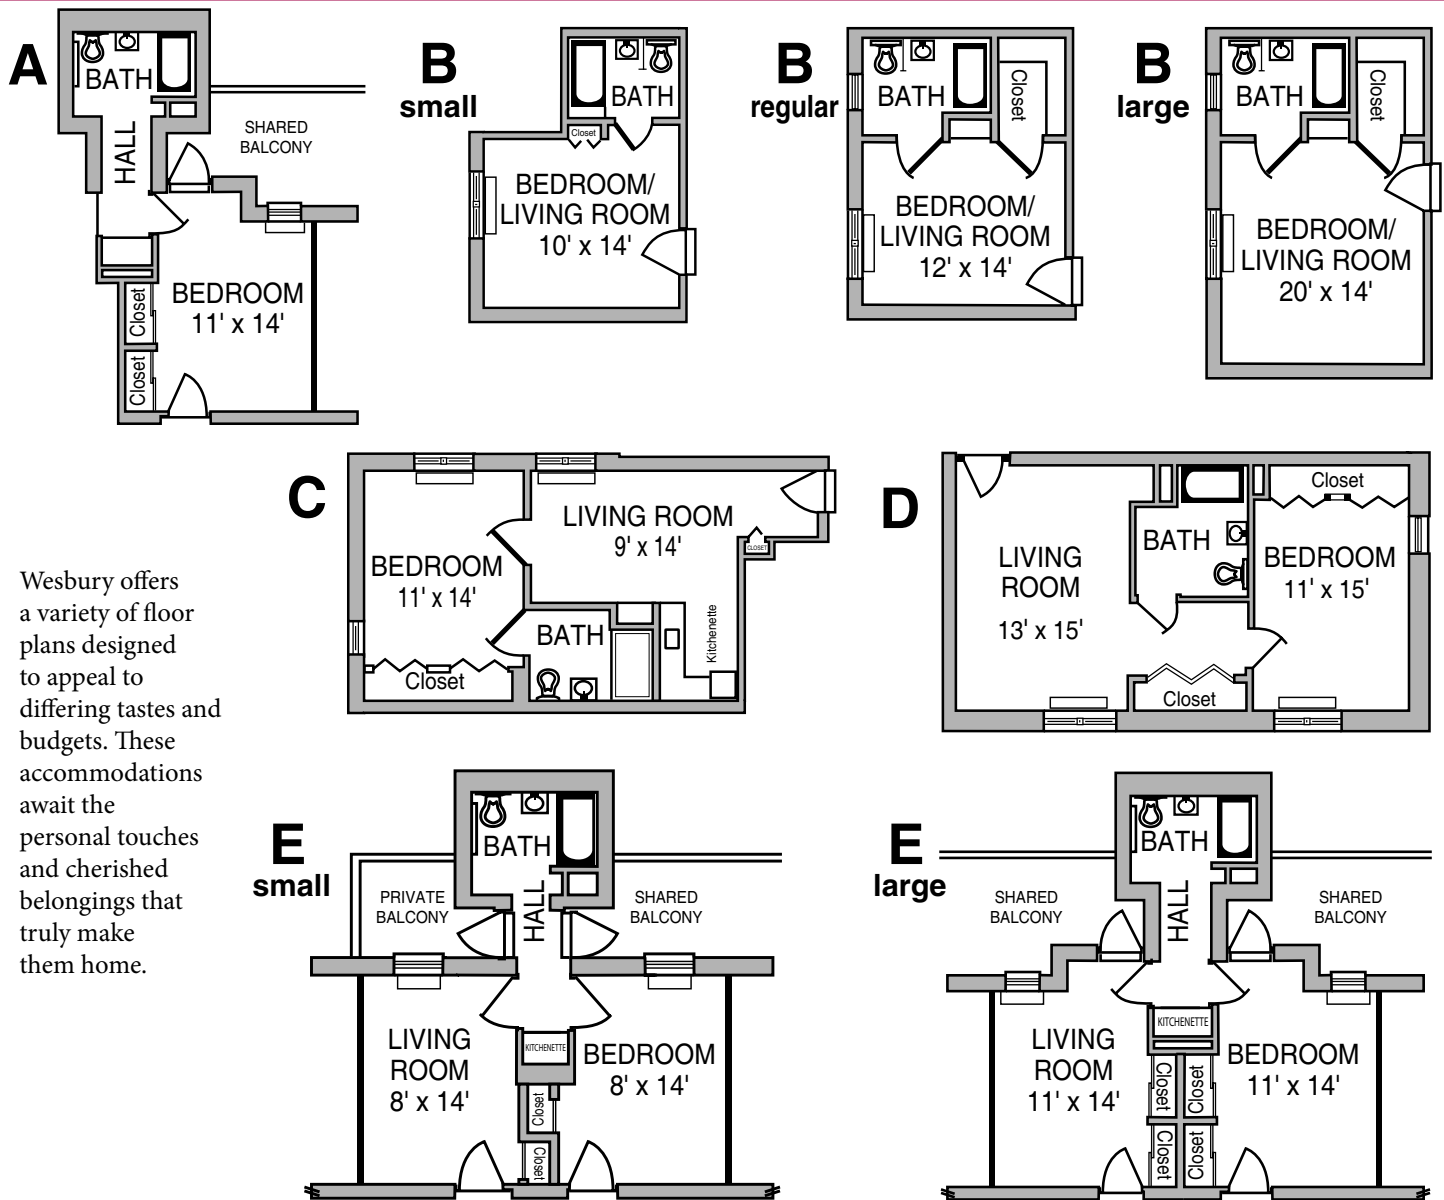 A
BATH
HALL
SHARED
BALCONY
BEDROOM
11' x 14'
Closet
Closet
B
small
BATH
Closet
BEDROOM/
LIVING ROOM
10' x 14'
B
regular
BATH
Closet
BEDROOM/
LIVING ROOM
12' x 14'
B
large
BATH
Closet
BEDROOM/
LIVING ROOM
20' x 14'
C
LIVING ROOM
9' x 14'
CLOSET
BEDROOM
11' x 14'
BATH
Kitchenette
Closet
D
Closet
BATH
LIVING
ROOM
13' x 15'
BEDROOM
11' x 15'
Closet
Wesbury offers
a variety of floor
plans designed
to appeal to
differing tastes and
budgets. These
accommodations
await the
personal touches
and cherished
belongings that
truly make
them home.
E
small
BATH
PRIVATE
BALCONY
HALL
SHARED
BALCONY
LIVING
ROOM
8' x 14'
KITCHENETTE
BEDROOM
8' x 14'
Closet
Closet
E
large
BATH
SHARED
BALCONY
HALL
SHARED
BALCONY
KITCHENETTE
LIVING
ROOM
11' x 14'
BEDROOM
11' x 14'
Closet
Closet
Closet
Closet